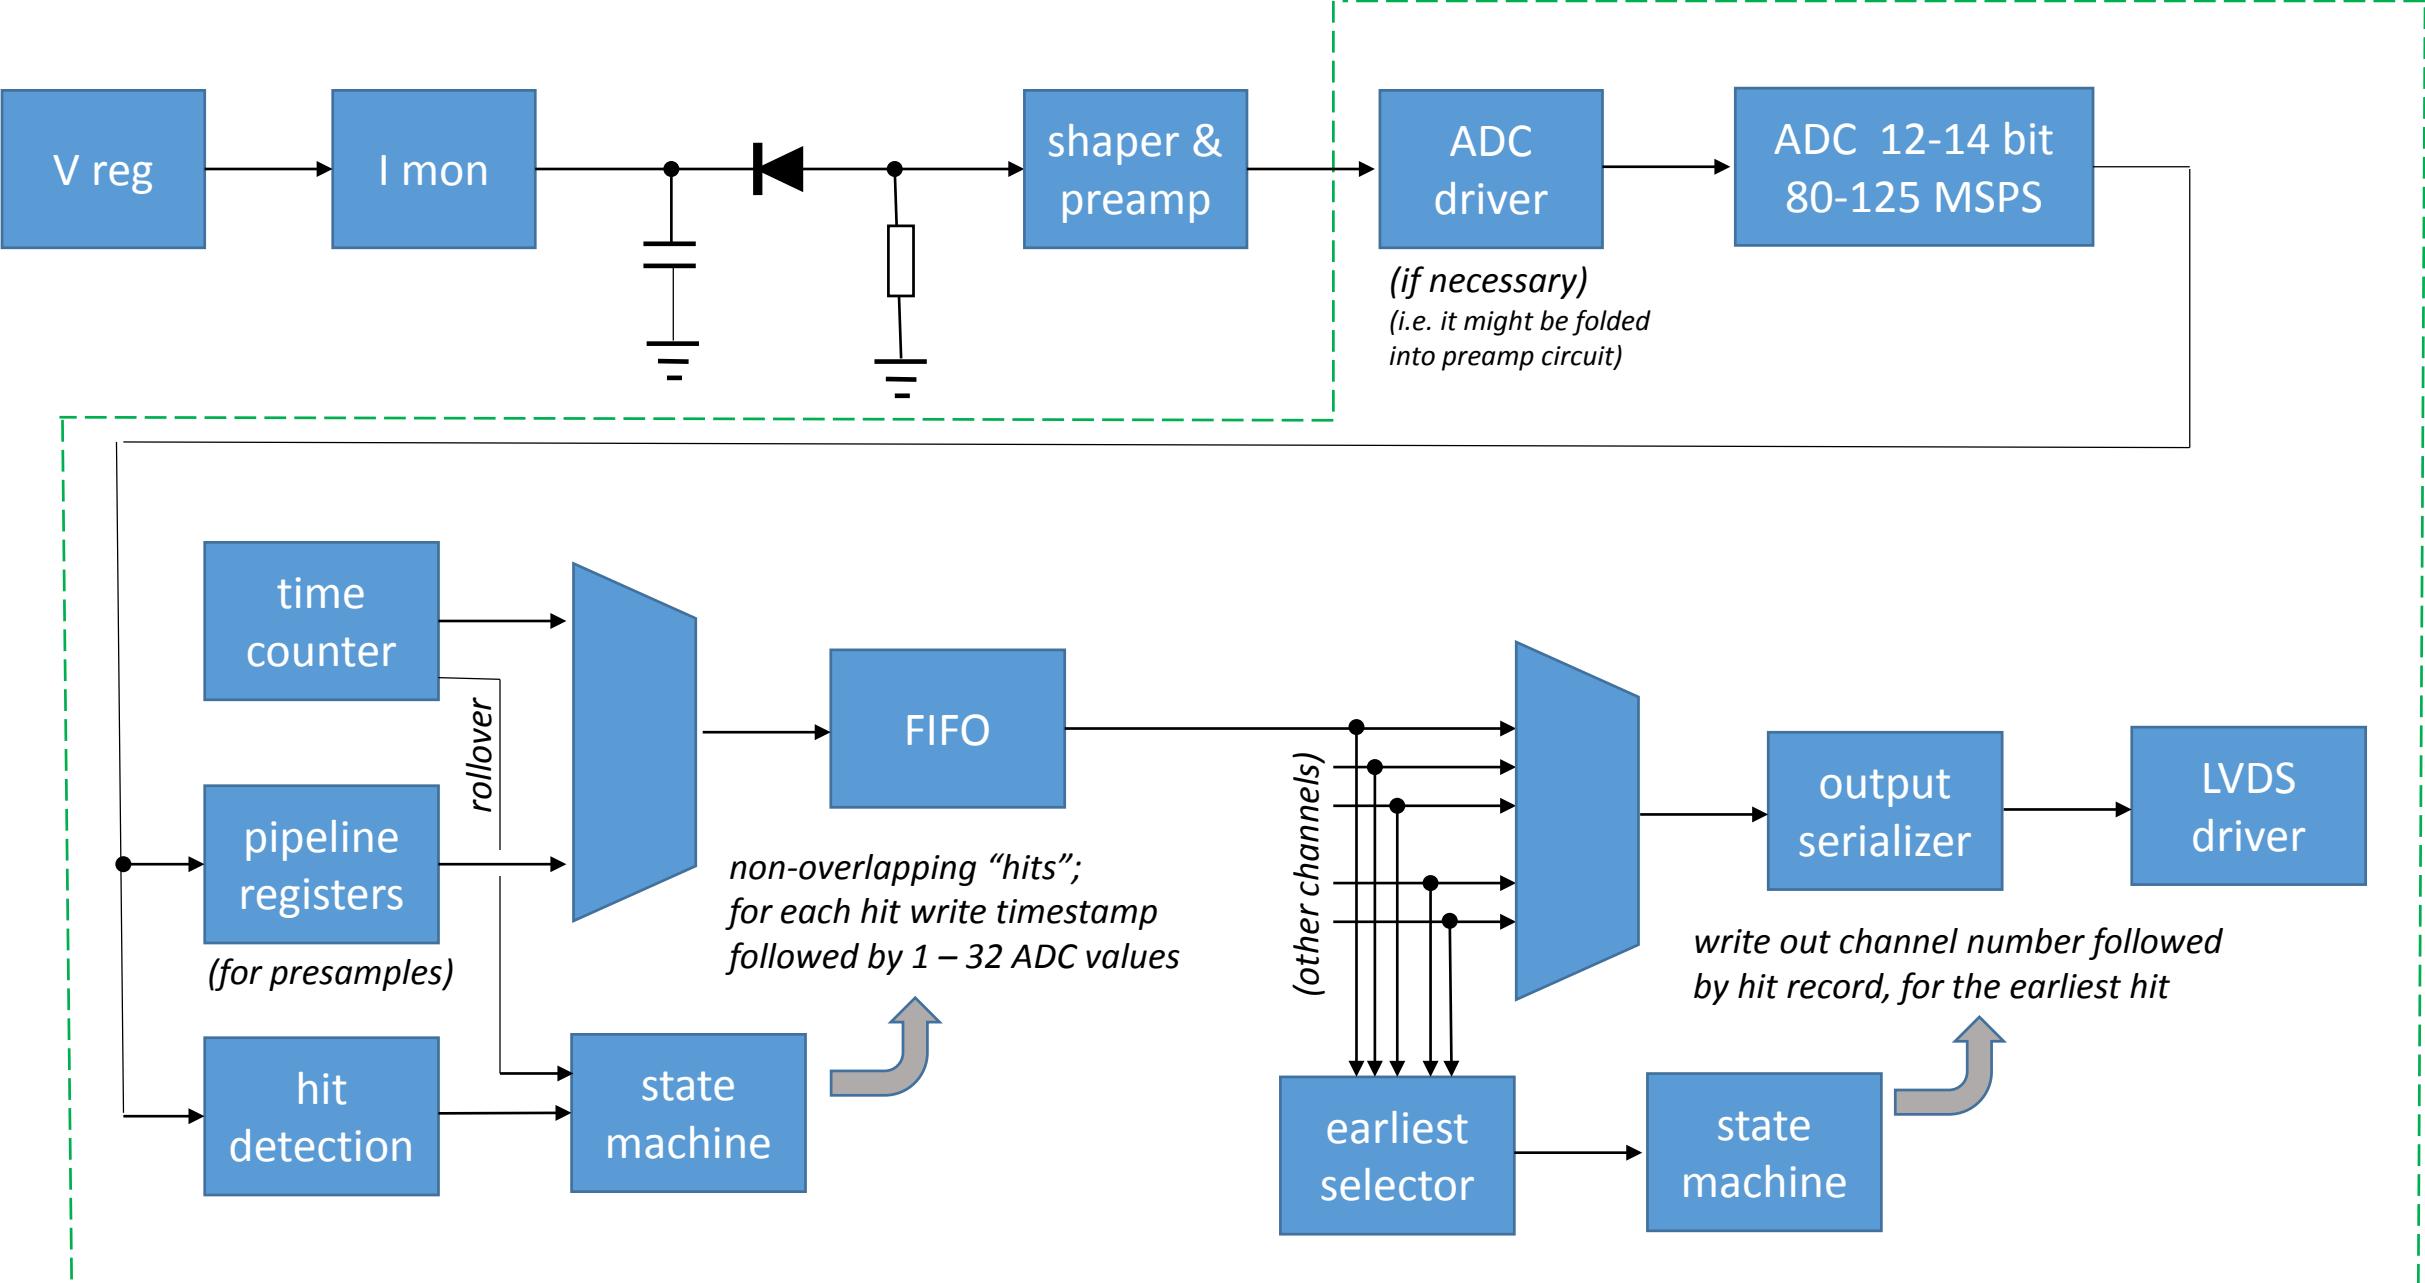 V reg
I mon
shaper &
preamp
ADC
driver
ADC  12-14 bit
80-125 MSPS
(if necessary)
(i.e. it might be folded
into preamp circuit)
time
counter
rollover
pipeline
registers
(for presamples)
hit
detection
state
machine
FIFO
non-overlapping “hits”;
for each hit write timestamp
followed by 1 – 32 ADC values
(other channels)
earliest
selector
state
machine
output
serializer
LVDS
driver
write out channel number followed
by hit record, for the earliest hit